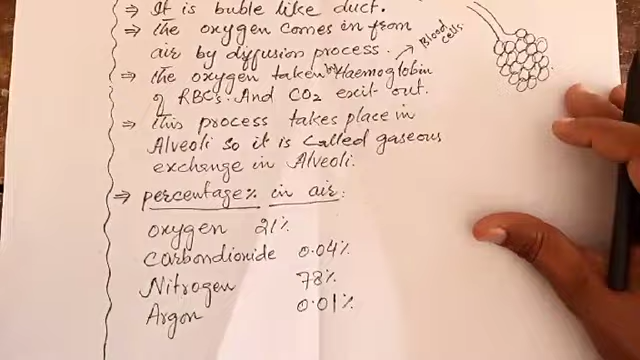 ⇒ It is buble like duct.
⇒ the oxygen comes in from
air by diffusion process.
Blood cells.
⇒ the oxygen taken by Haemoglobin
of RBCs. And CO2 exit out.
⇒ This process takes place in
Alveoli so it is called gaseous
exchange in Alveoli.
⇒ percentage% in air:
oxygen 21%
Carbondioxide 0.04%
Nitrogen 78%
Argon 0.01%